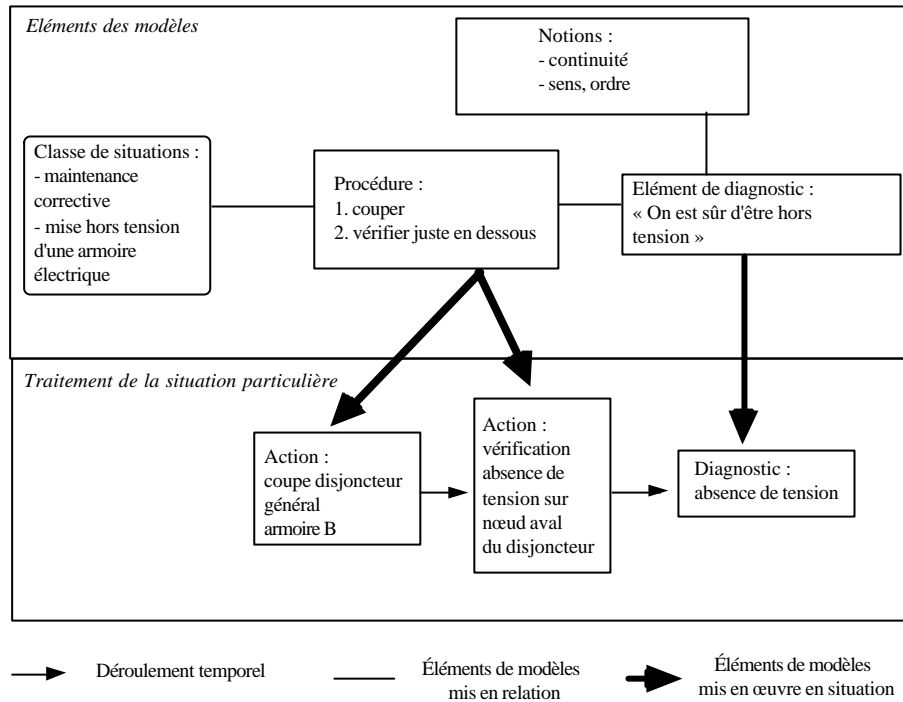 Eléments des modèles
Notions :
- continuité
- sens, ordre
Classe de situations :
- maintenance
corrective
- mise hors tension
d'une armoire
électrique
Procédure :
1. couper
2. vérifier juste en dessous
Elément de diagnostic :
« On est sûr d'être hors
tension »
Traitement de la situation particulière
Action :
coupe disjoncteur
général
armoire B
Action :
vérification
absence de
tension sur
nœud aval
du disjoncteur
Diagnostic :
absence de tension
Déroulement temporel
Éléments de modèles
mis en relation
Éléments de modèles
mis en œuvre en situation